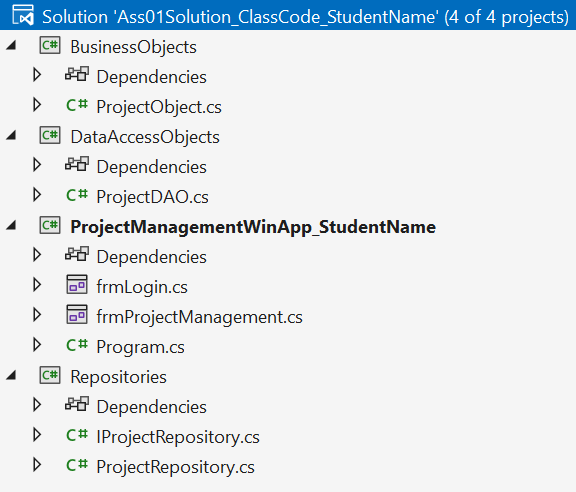 Solution 'Ass01Solution_ClassCode_StudentName' (4 of 4 projects)
C# BusinessObjects
Dependencies
C# ProjectObject.cs
C# DataAccessObjects
Dependencies
C# ProjectDAO.cs
C# ProjectManagementWinApp_StudentName
Dependencies
frmLogin.cs
frmProjectManagement.cs
C# Program.cs
C# Repositories
Dependencies
C# IProjectRepository.cs
C# ProjectRepository.cs